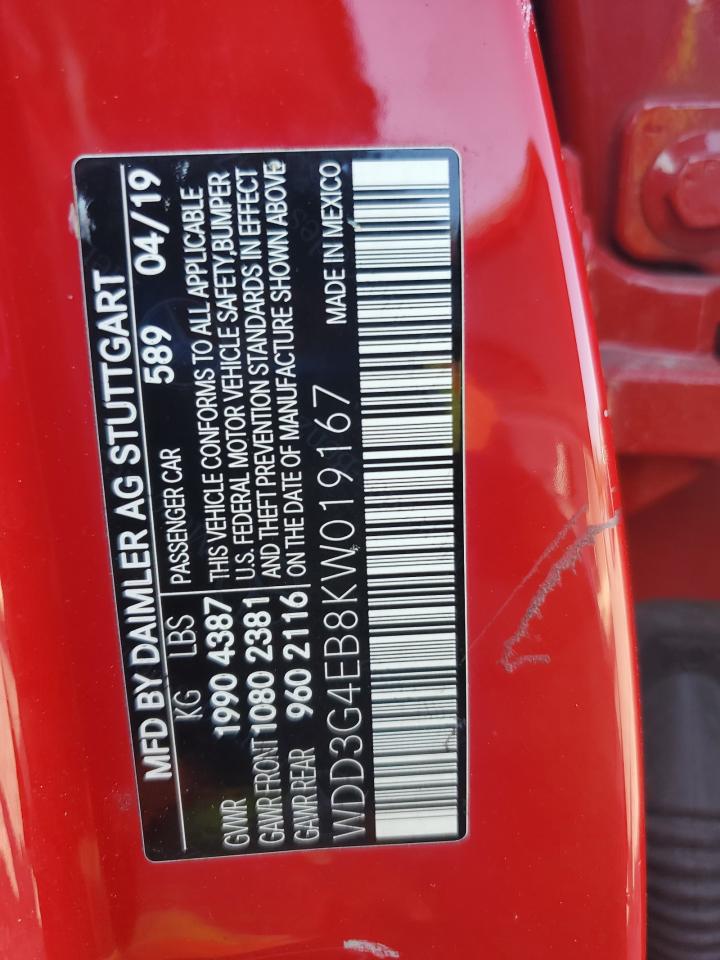 MFD BY DAIMLER AG STUTTGART
KG LBS 589 04/19
GVWR 1990 4387 PASSENGER CAR
GAWR FRONT 1080 2381
GAWR REAR 960 2116
THIS VEHICLE CONFORMS TO ALL APPLICABLE
U.S. FEDERAL MOTOR VEHICLE SAFETY, BUMPER
AND THEFT PREVENTION STANDARDS IN EFFECT
ON THE DATE OF MANUFACTURE SHOWN ABOVE
WDD3G4EB8KW019167 MADE IN MEXICO